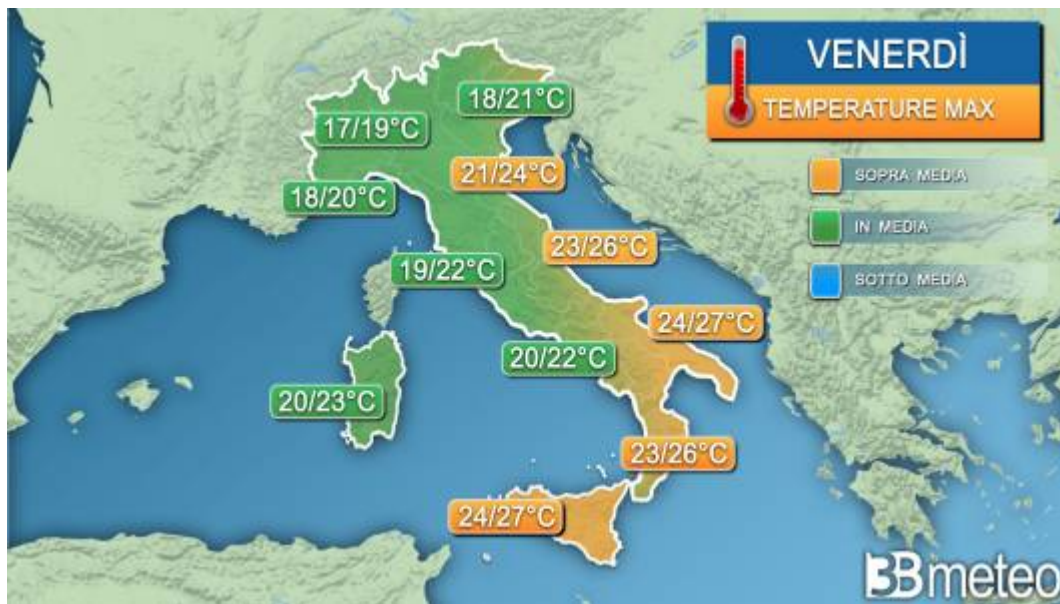 VENERDÌ
TEMPERATURE MAX
SOPRA MEDIA
IN MEDIA
SOTTO MEDIA
18/21°C
17/19°C
21/24°C
18/20°C
23/26°C
19/22°C
24/27°C
20/22°C
20/23°C
23/26°C
24/27°C
3Bmeteo